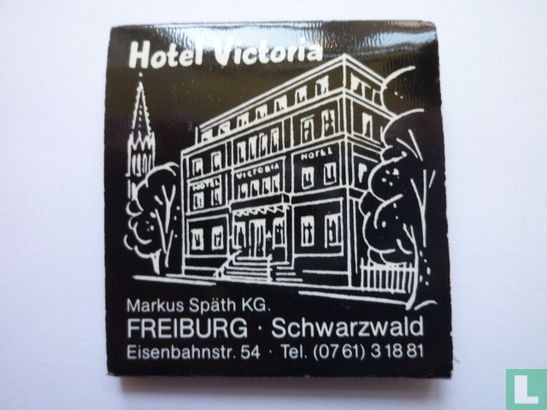 Hotel Victoria
HOTEL VICTORIA HOTEL
Markus Späth KG.
FREIBURG · Schwarzwald
Eisenbahnstr. 54 · Tel. (07 61) 3 18 81
L